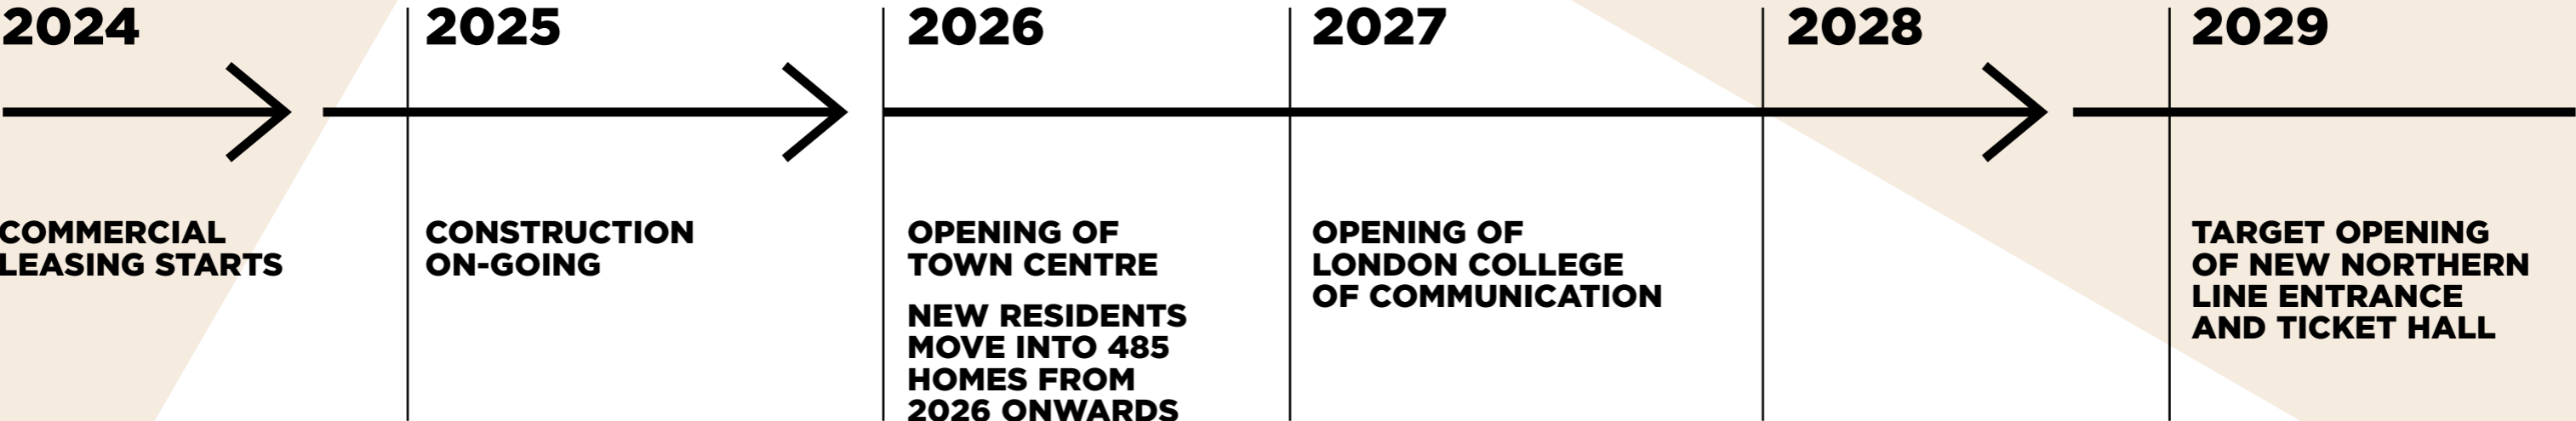 2024
2025
2026
2027
2028
2029
COMMERCIAL
LEASING STARTS
CONSTRUCTION
ON-GOING
OPENING OF
TOWN CENTRE
NEW RESIDENTS
MOVE INTO 485
HOMES FROM
2026 ONWARDS
OPENING OF
LONDON COLLEGE
OF COMMUNICATION
TARGET OPENING
OF NEW NORTHERN
LINE ENTRANCE
AND TICKET HALL